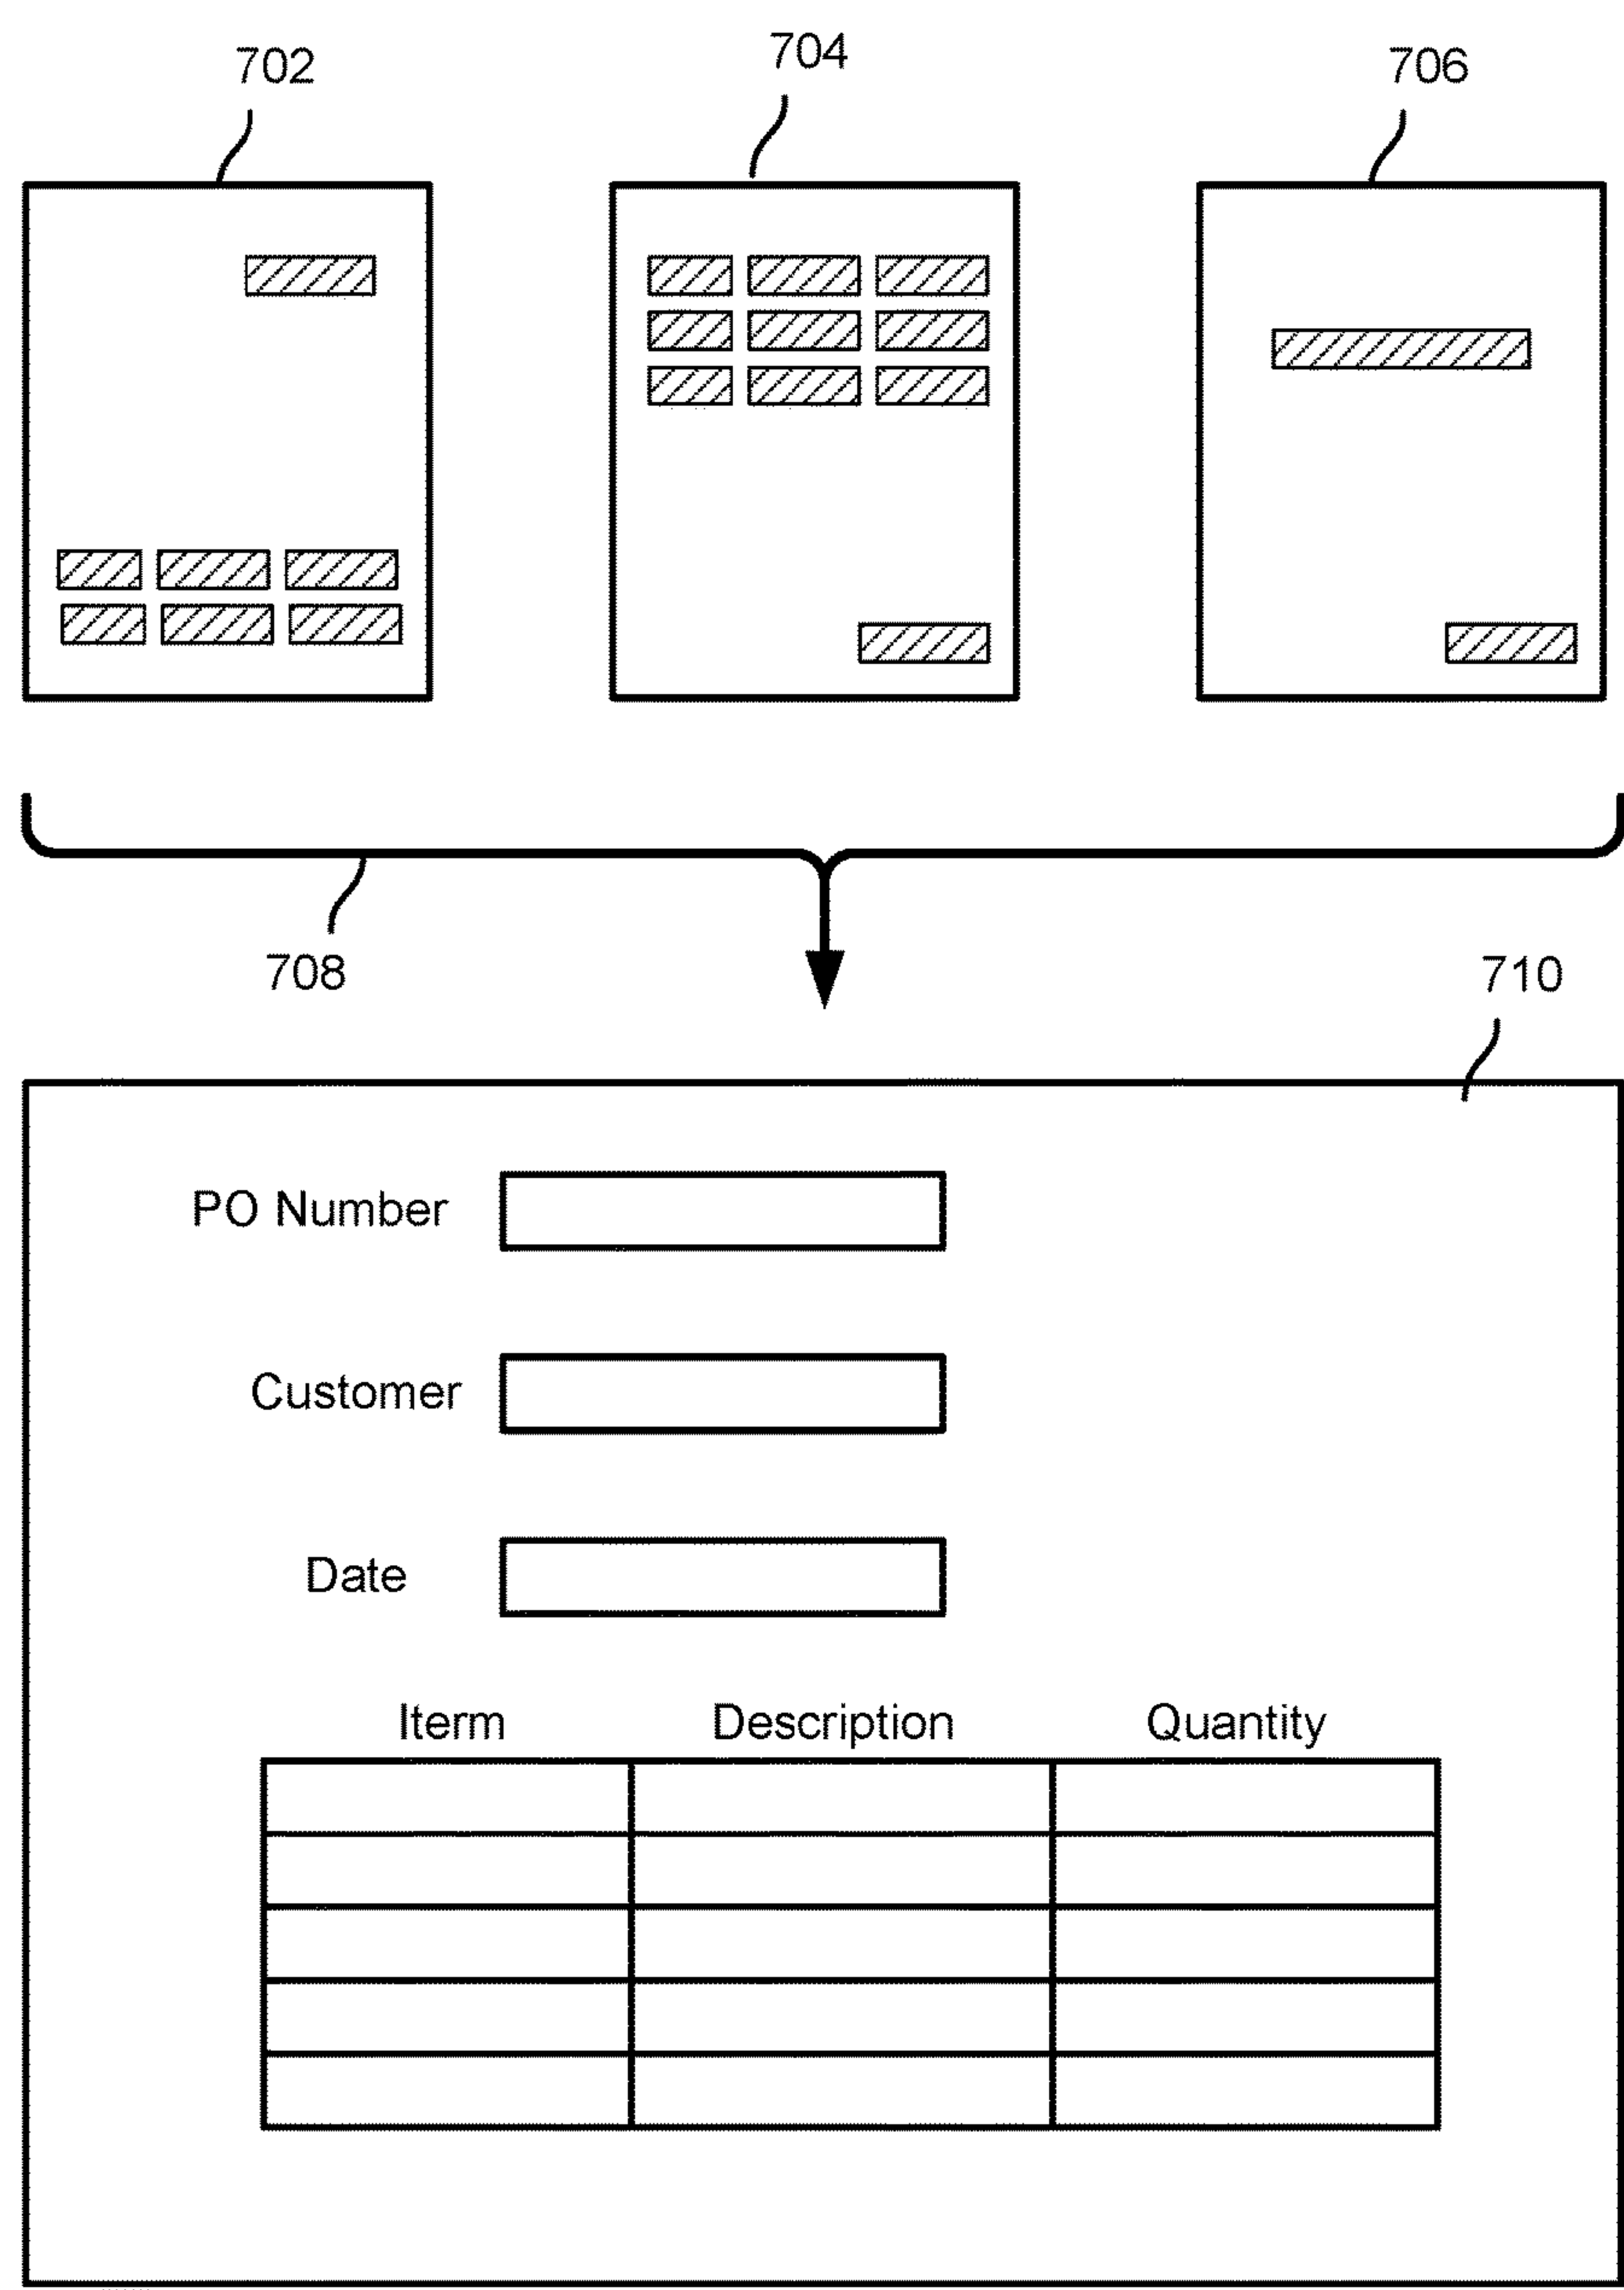 702 704 706
708
710
PO Number
Customer
Date
Iterm Description Quantity